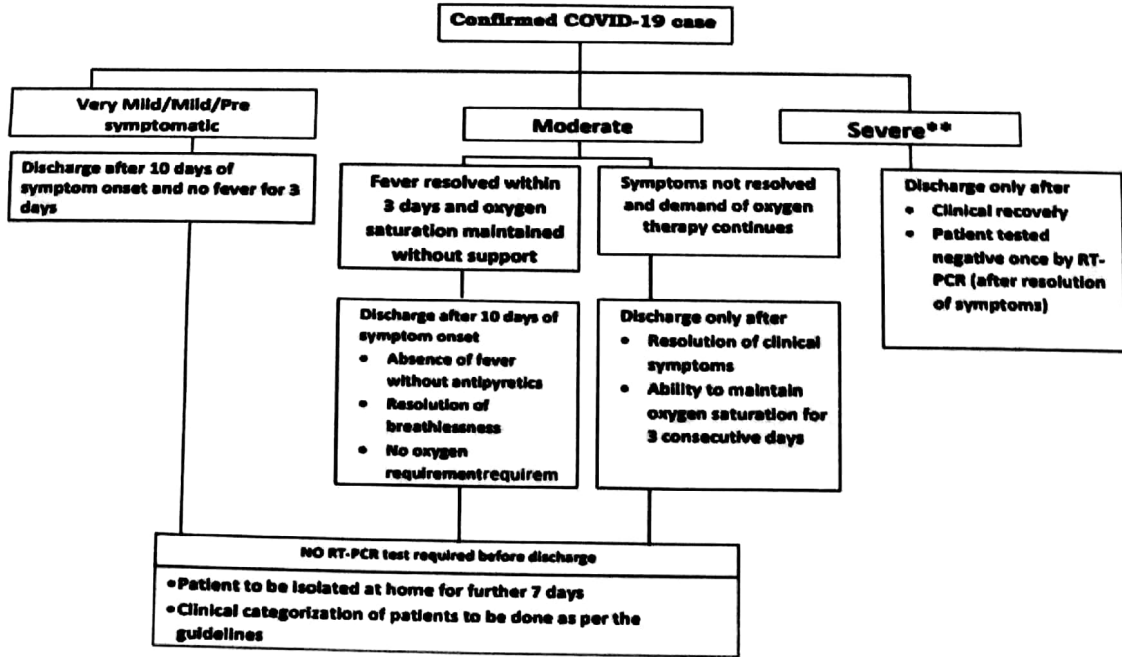 Confirmed COVID-19 case
Very Mild/Mild/Pre
symptomatic
Discharge after 10 days of
symptom onset and no fever for 3
days
Moderate
Fever resolved within
3 days and oxygen
saturation maintained
without support
Discharge after 10 days of
symptom onset
• Absence of fever
without antipyretics
• Resolution of
breathlessness
• No oxygen
requirementrequirem
Symptoms not resolved
and demand of oxygen
therapy continues
Discharge only after
• Resolution of clinical
symptoms
• Ability to maintain
oxygen saturation for
3 consecutive days
Severe**
Discharge only after
• Clinical recovely
• Patient tested
negative once by RT-
PCR (after resolution
of symptoms)
NO RT-PCR test required before discharge
•Patient to be isolated at home for further 7 days
•Clinical categorization of patients to be done as per the
guidelines